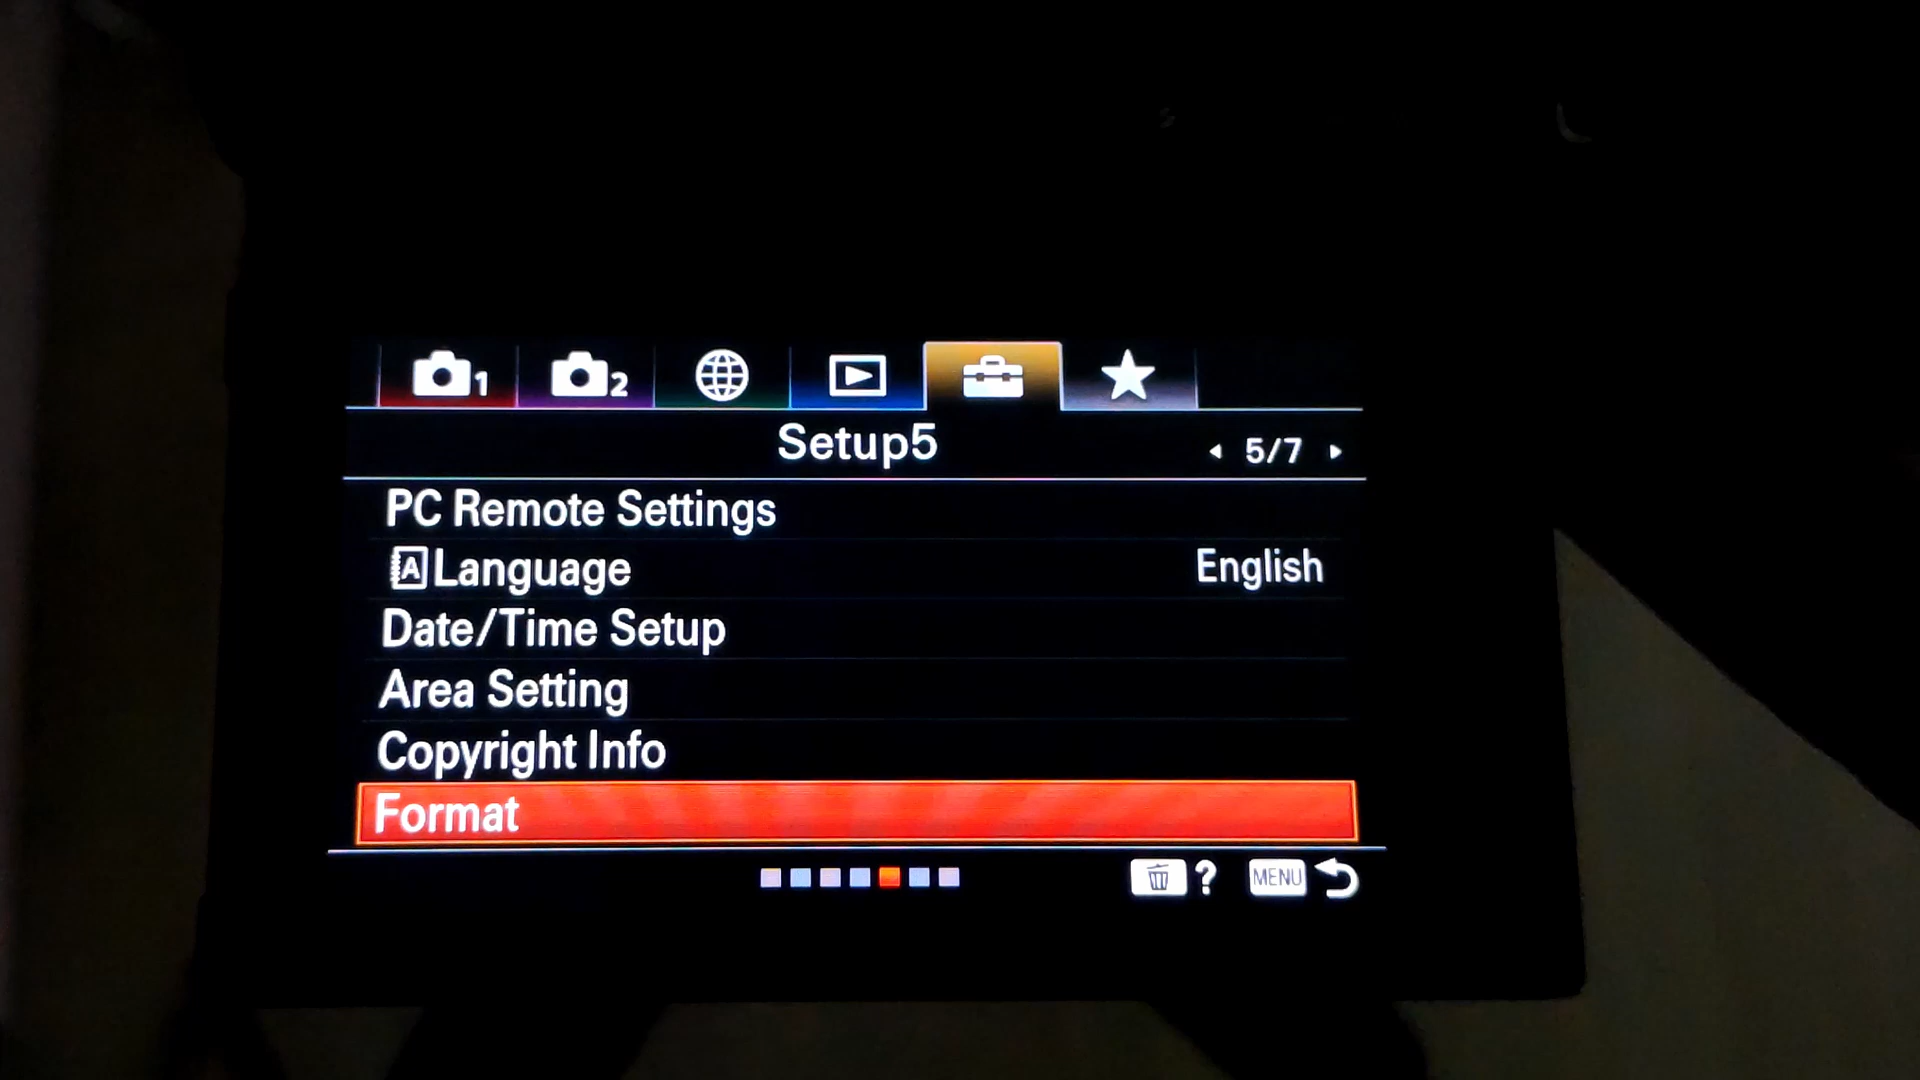 1 2
Setup5 5/7
PC Remote Settings
A Language English
Date/Time Setup
Area Setting
Copyright Info
Format
? MENU